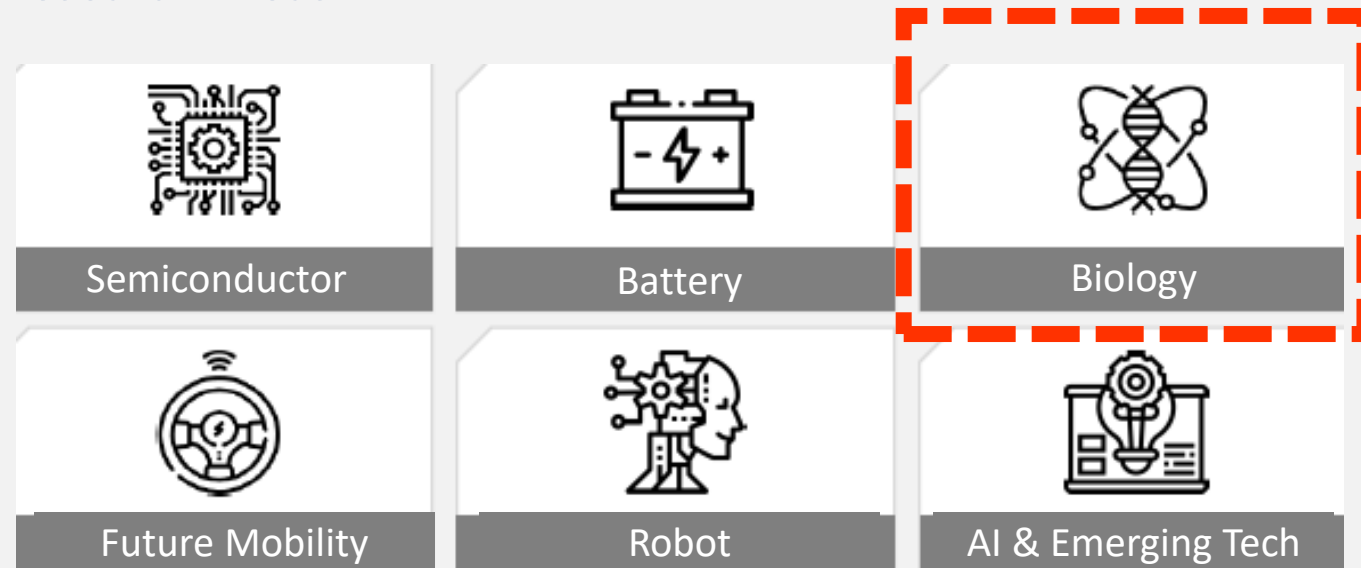 Semiconductor
Battery
Biology
Future Mobility
Robot
AI & Emerging Tech